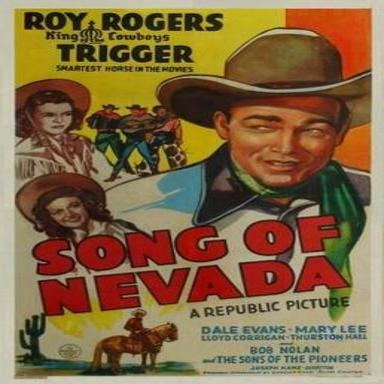 ROY ROGERS
King of the Cowboys
TRIGGER
SMARTEST HORSE IN THE MOVIES
SONG OF
NEVADA
A REPUBLIC PICTURE
DALE EVANS · MARY LEE
LLOYD CORRIGAN · THURSTON HALL
and
BOB NOLAN
and THE SONS OF THE PIONEERS
JOSEPH KANE · DIRECTOR